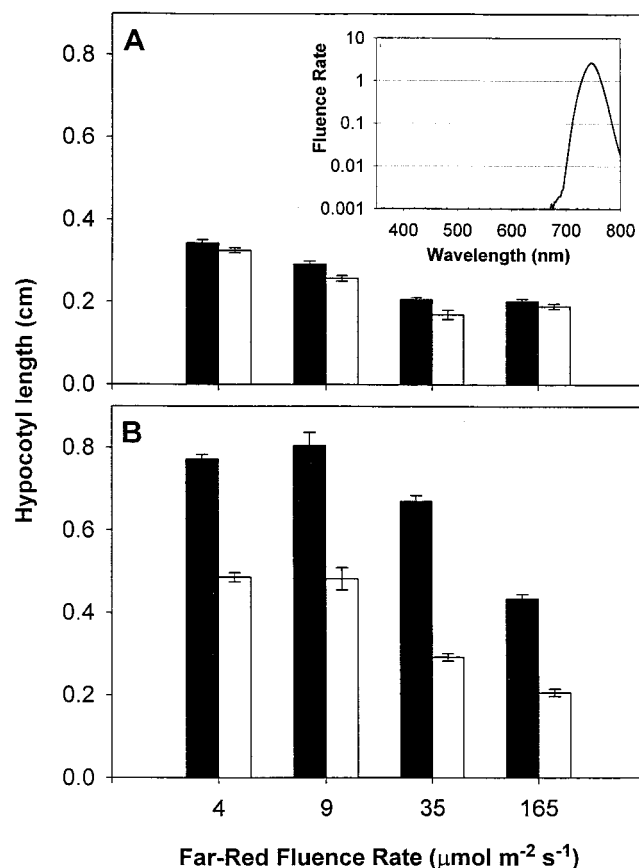 A
0.8
0.6
0.4
0.2
0.0
10
1
0.1
0.01
0.001
Fluence Rate
400 500 600 700 800
Wavelength (nm)
Hypocotyl length (cm)
B
0.8
0.6
0.4
0.2
0.0
4 9 35 165
Far-Red Fluence Rate (μmol m⁻² s⁻¹)